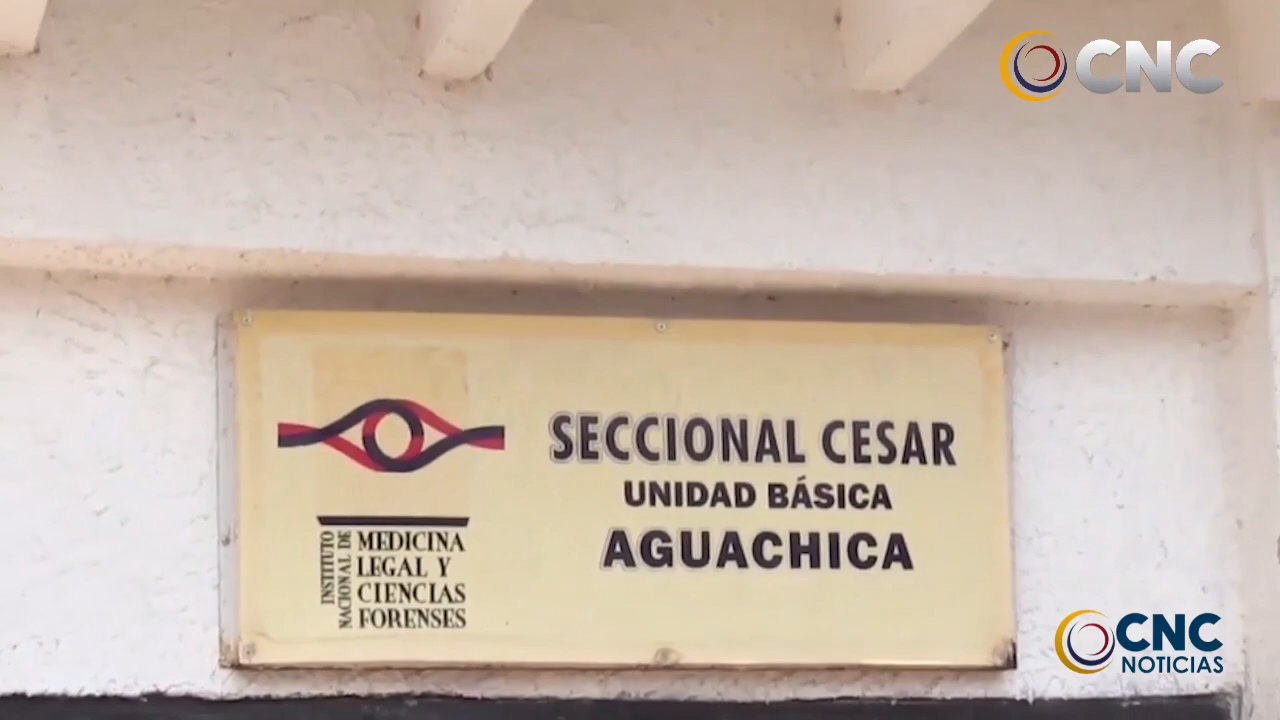 CNC
SECCIONAL CESAR
UNIDAD BÁSICA
AGUACHICA
INSTITUTO
NACIONAL DE
MEDICINA
LEGAL Y
CIENCIAS
FORENSES
CNC
NOTICIAS